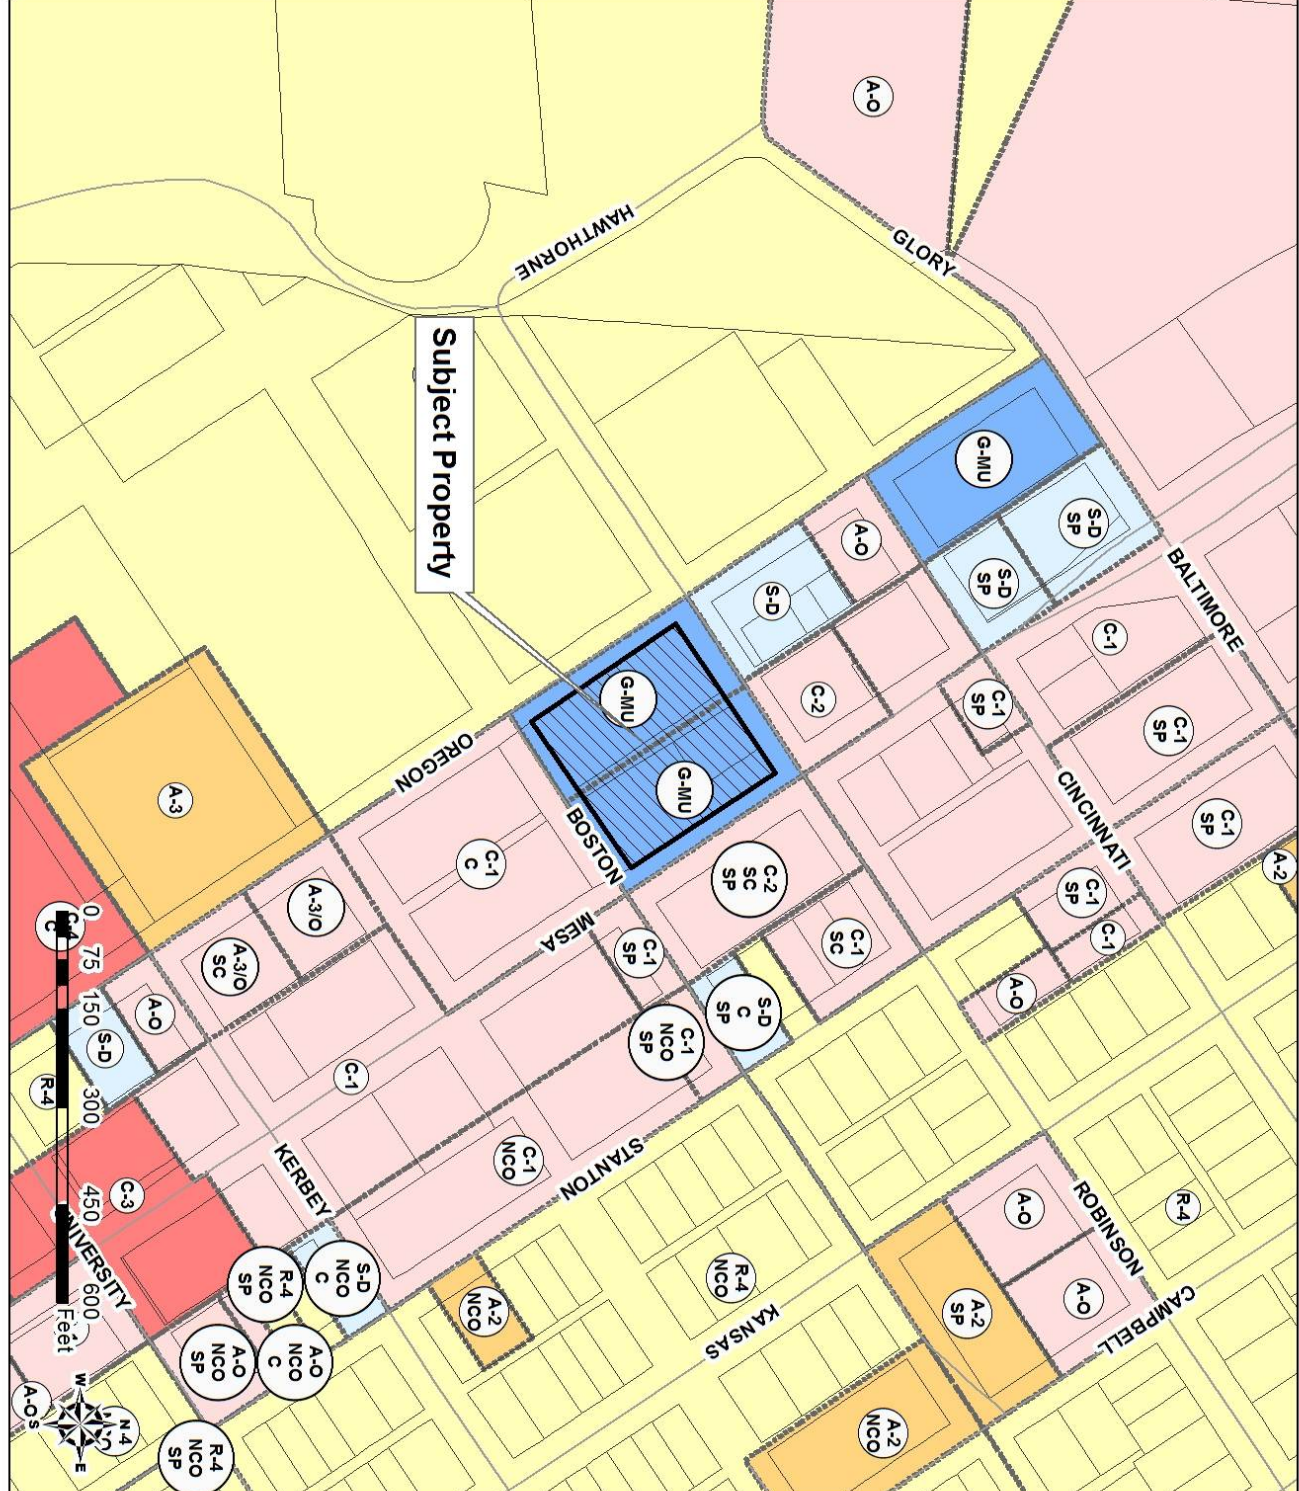 A-O
HAWTHORNE
GLORY
Subject Property
G-MU
S-D
SP
S-D
SP
BALTIMORE
A-O
S-D
C-1
C-1
SP
C-1
SP
C-2
G-MU
G-MU
OREGON
BOSTON
CINCINNATI
C-1
SP
A-2
A-3
C-1
C
C-2
SC
SP
C-1
SP
C-1
A-3/O
A-3/O
SC
MESA
C-1
SP
C-1
SC
A-O
C-4
C
A-O
S-D
S-D
C
SP
C-1
NCO
SP
R-4
C-1
C-1
NCO
STANTON
KERBEY
C-3
UNIVERSITY
A-O
ROBINSON
R-4
A-O
CAMPBELL
R-4
NCO
KANSAS
A-2
SP
A-2
NCO
S-D
NCO
C
R-4
NCO
SP
A-O
NCO
C
A-O
NCO
SP
A-2
NCO
A-O
R-4
NCO
SP
0 75 150 300 450 600
Feet
N
W
E
S